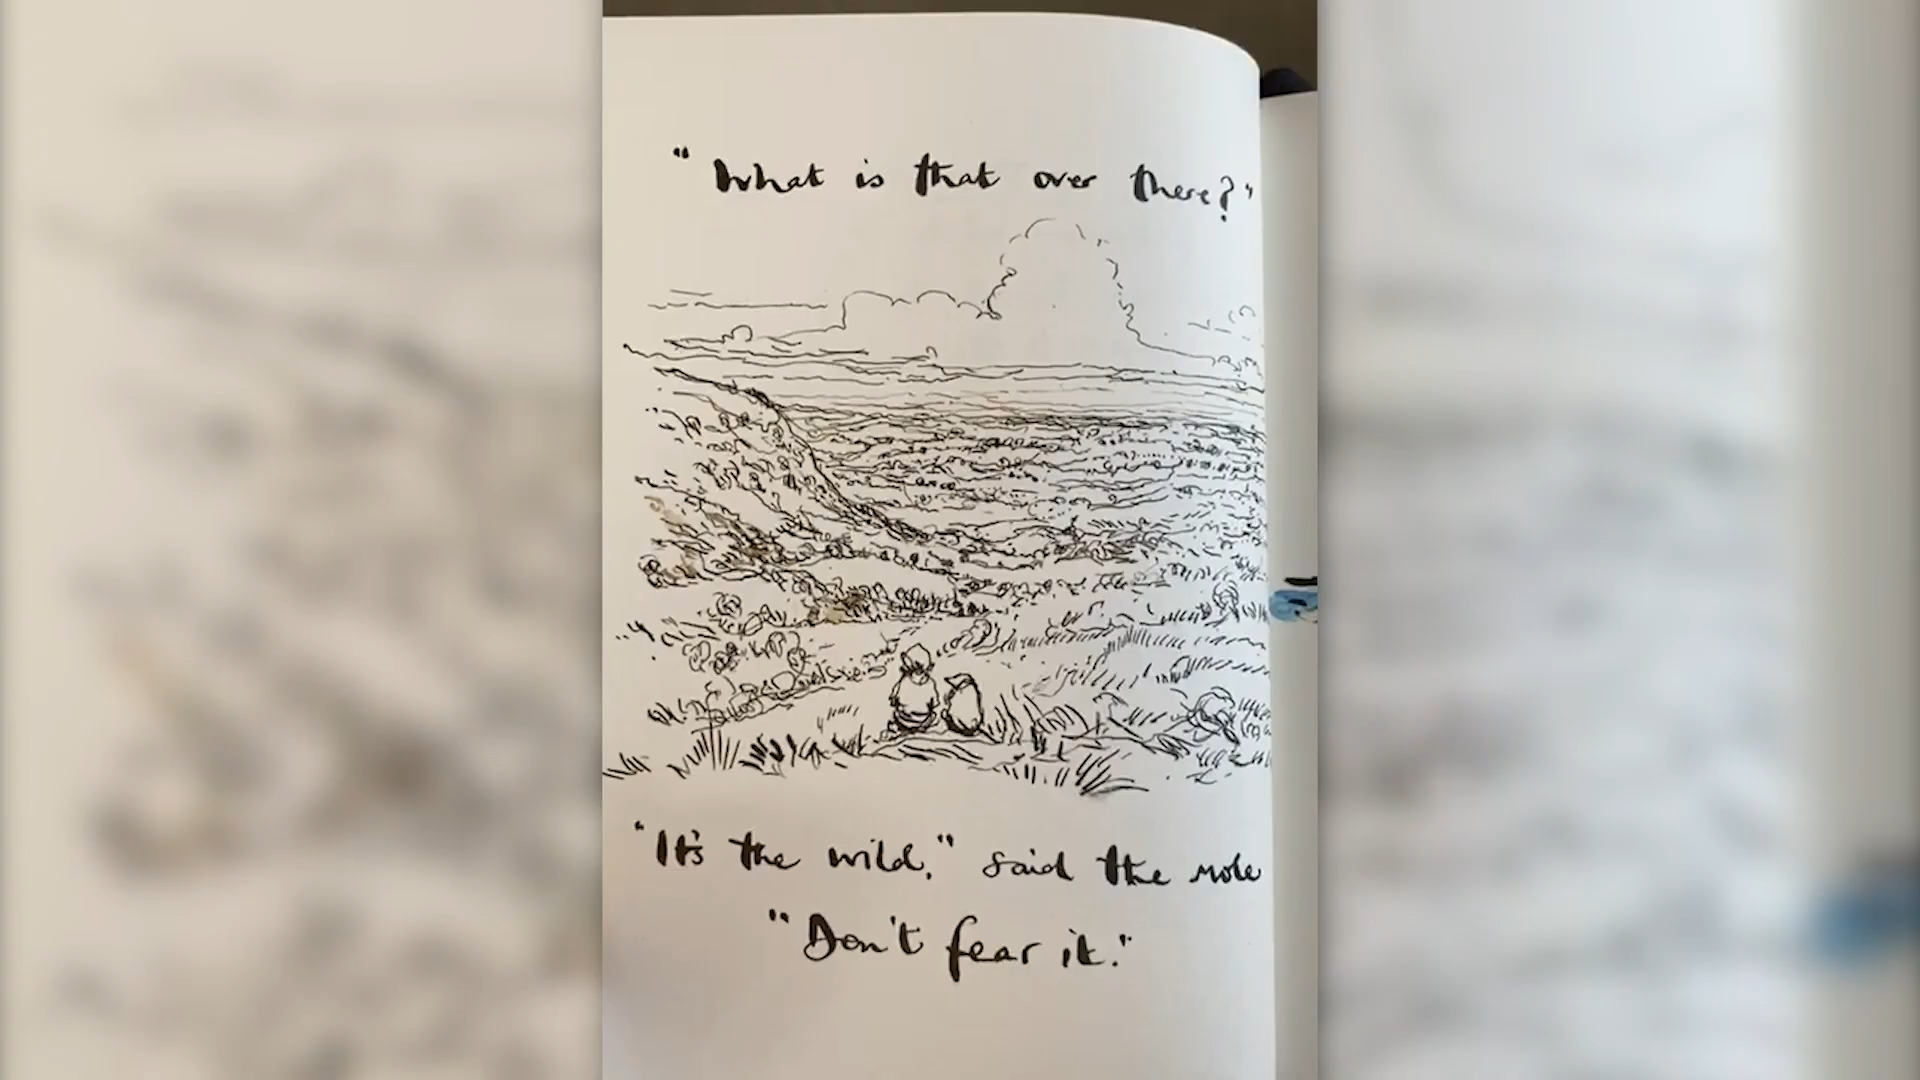 "What is that over there?"
"It's the wild," said the mole
"Don't fear it."